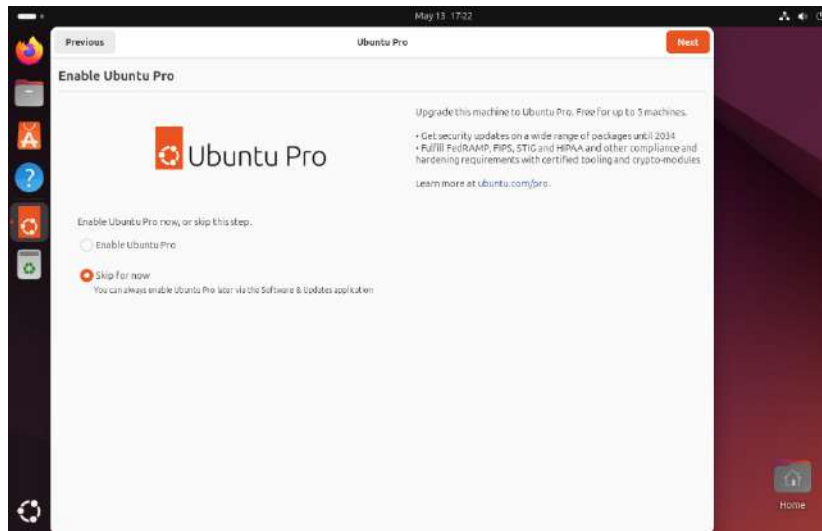 May 13 17:22
Previous
Ubuntu Pro
Next
Enable Ubuntu Pro
Ubuntu Pro
Upgrade this machine to Ubuntu Pro. Free for up to 5 machines.
• Get security updates on a wide range of packages until 2034
• Fulfill FedRAMP, FIPS, STIG and HIPAA and other compliance and
hardening requirements with certified tooling and crypto-modules
Learn more at ubuntu.com/pro.
Enable Ubuntu Pro now, or skip this step.
Enable Ubuntu Pro
Skip for now
You can always enable Ubuntu Pro later via the Software & Updates application
Home